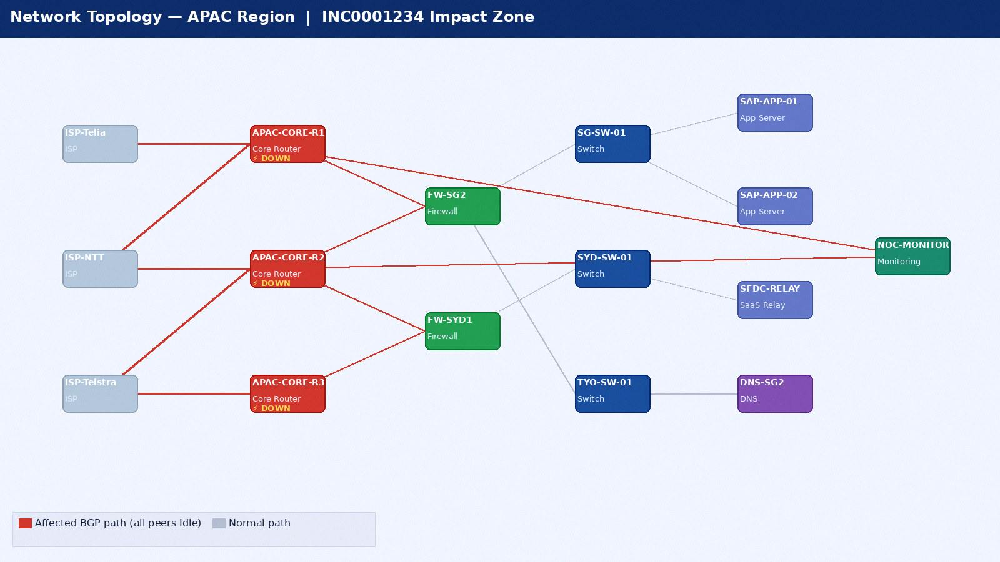 Network Topology — APAC Region | INC0001234 Impact Zone
ISP-Telia
ISP
ISP-NTT
ISP
ISP-Telstra
ISP
APAC-CORE-R1
Core Router
⚡ DOWN
APAC-CORE-R2
Core Router
⚡ DOWN
APAC-CORE-R3
Core Router
⚡ DOWN
FW-SG2
Firewall
FW-SYD1
Firewall
SG-SW-01
Switch
SYD-SW-01
Switch
TYO-SW-01
Switch
SAP-APP-01
App Server
SAP-APP-02
App Server
SFDC-RELAY
SaaS Relay
DNS-SG2
DNS
NOC-MONITOR
Monitoring
Affected BGP path (all peers Idle)
Normal path